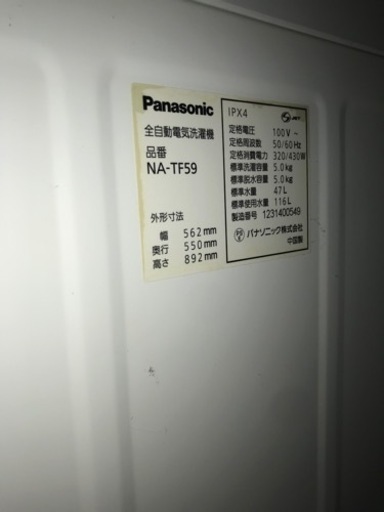 Panasonic
全自動電気洗濯機
品番
NA-TF59
外形寸法
幅 562mm
奥行 550mm
高さ 892mm
IPX4
JET
定格電圧 100V～
定格周波数 50/60Hz
定格消費電力 320/430W
標準洗濯容量 5.0kg
標準脱水容量 5.0kg
標準水量 47L
標準使用水量 116L
製造番号 1231400549
パナソニック株式会社
中国製